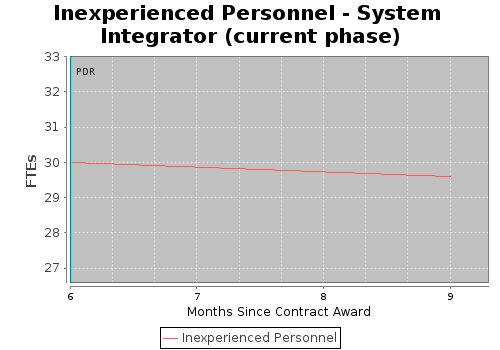 Inexperienced Personnel - System
Integrator (current phase)
33
PDR
32
31
30
29
28
27
FTEs
6 7 8 9
Months Since Contract Award
Inexperienced Personnel